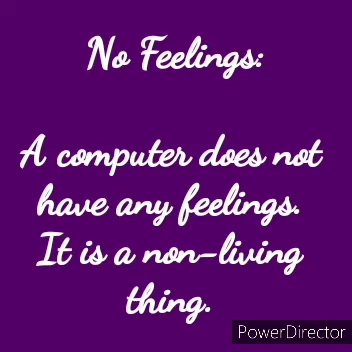 No Feelings:
A computer does not
have any feelings.
It is a non-living
thing.
PowerDirector